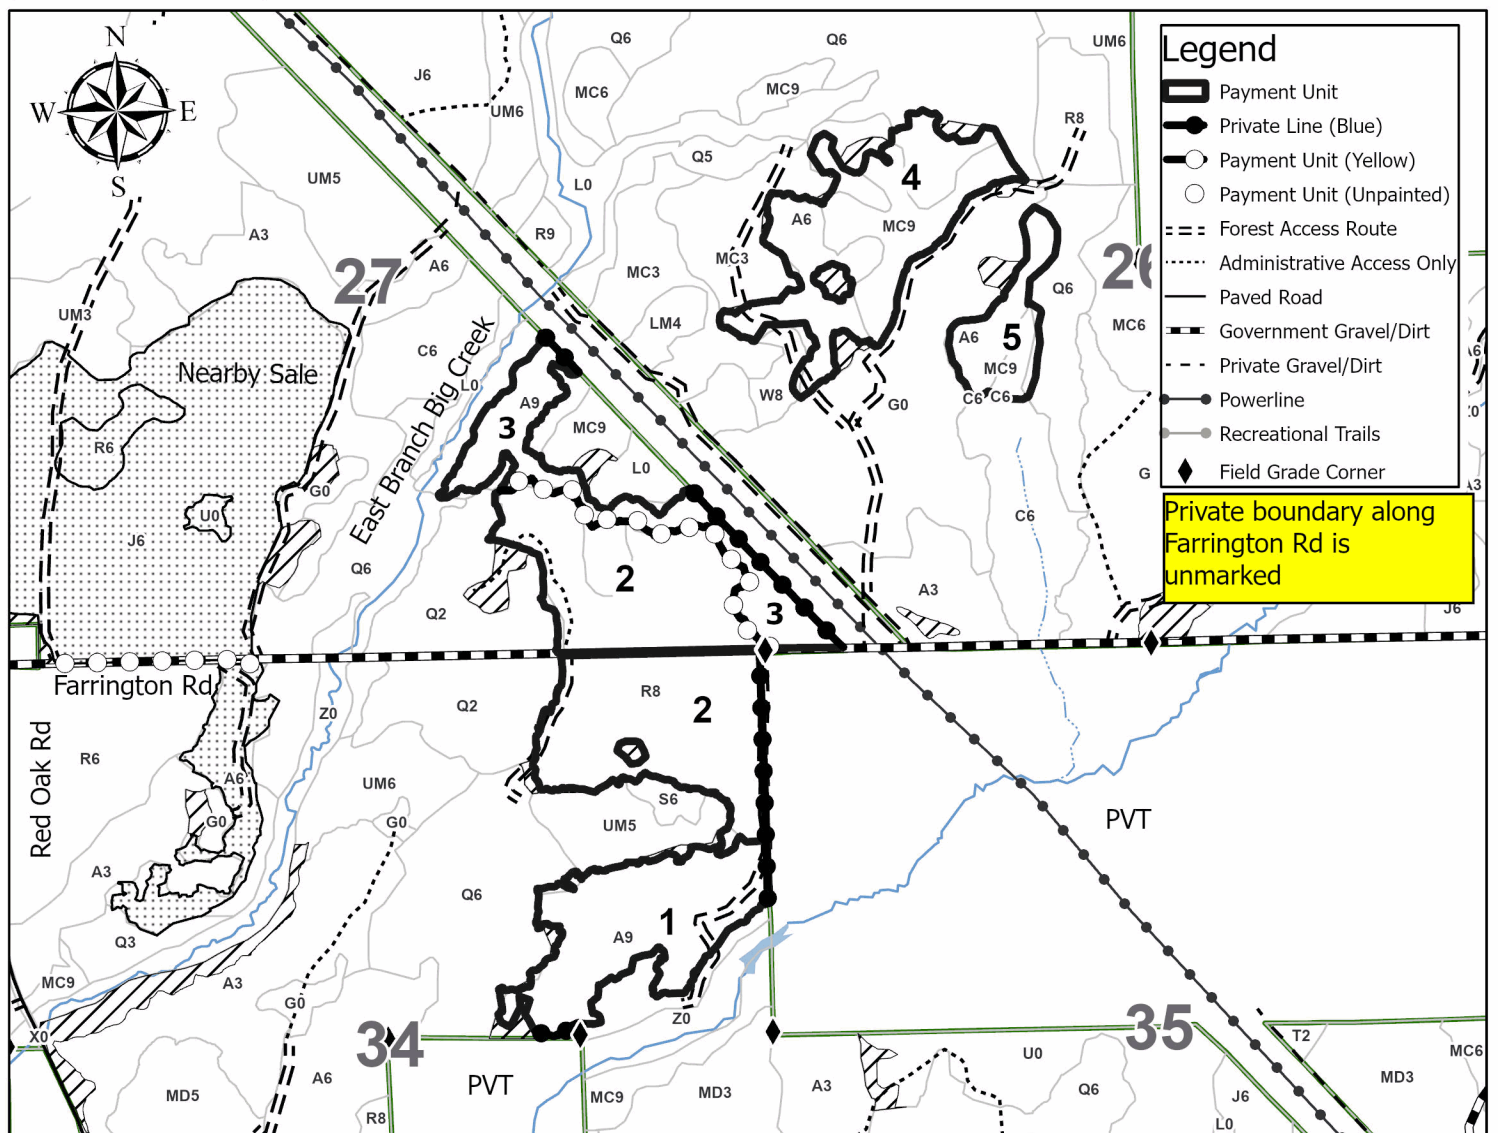 N
W E
S
Legend
Payment Unit
Private Line (Blue)
Payment Unit (Yellow)
Payment Unit (Unpainted)
Forest Access Route
Administrative Access Only
Paved Road
Government Gravel/Dirt
Private Gravel/Dirt
Powerline
Recreational Trails
Field Grade Corner
Private boundary along
Farrington Rd is
unmarked
Q6
Q6
UM6
J6
MC6
MC9
UM6
R8
Q5
UM5
L0
4
A6
MC9
A3
R9
27
A6
MC3
MC3
26
Q6
UM3
LM4
MC6
5
A6
C6
MC9
Nearby Sale
L0
W8
C6
C6
G0
A9
3
MC9
R6
L0
G0
G
U0
C6
J6
East Branch Big Creek
Q6
2
A3
Q2
3
J6
Farrington Rd
R8
Q2
2
Z0
Red Oak Rd
R6
A6
UM6
S6
G0
G0
UM5
PVT
A3
Q6
1
A9
Q3
MC9
A3
G0
Z0
X0
34
35
T2
MC6
U0
A6
PVT
MD3
A3
Q6
MD3
MD5
MC9
J6
R8
L0